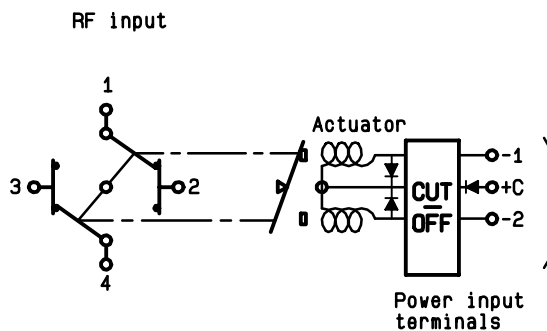 RF input
1
Actuator
-1
3
2
CUT
+C
OFF
-2
4
Power input
terminals